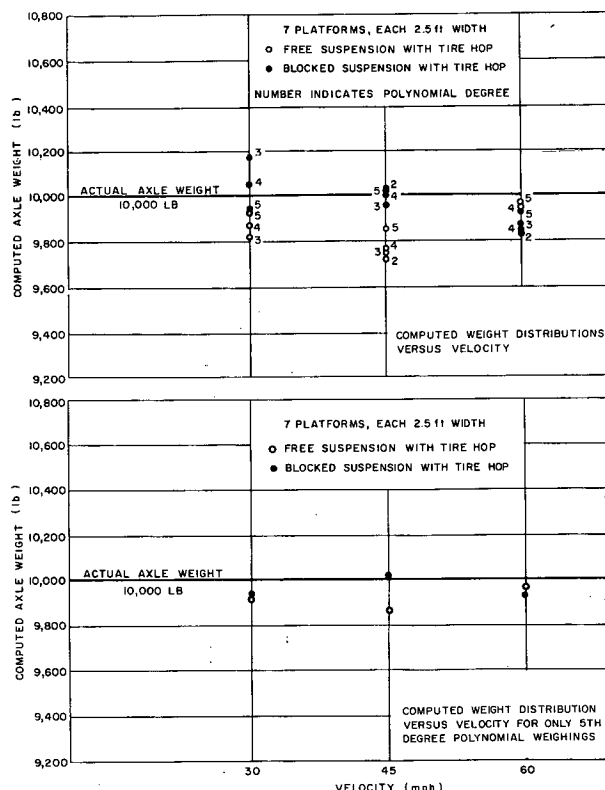 10,800
7 PLATFORMS, EACH 2.5 ft WIDTH
FREE SUSPENSION WITH TIRE HOP
BLOCKED SUSPENSION WITH TIRE HOP
NUMBER INDICATES POLYNOMIAL DEGREE
10,600
10,400
10,200
10,000
9,800
9,600
9,400
9,200
COMPUTED AXLE WEIGHT (lb)
ACTUAL AXLE WEIGHT
10,000 LB
3
4
5
5
4
3
2
5
4
3
5
4
3
2
5
4
5
3
4
2
COMPUTED WEIGHT DISTRIBUTIONS
VERSUS VELOCITY
10,800
7 PLATFORMS, EACH 2.5 ft WIDTH
FREE SUSPENSION WITH TIRE HOP
BLOCKED SUSPENSION WITH TIRE HOP
10,600
10,400
10,200
10,000
9,800
9,600
9,400
9,200
COMPUTED AXLE WEIGHT (lb)
ACTUAL AXLE WEIGHT
10,000 LB
COMPUTED WEIGHT DISTRIBUTION
VERSUS VELOCITY FOR ONLY 5TH
DEGREE POLYNOMIAL WEIGHINGS
30 45 60
VELOCITY (mph)